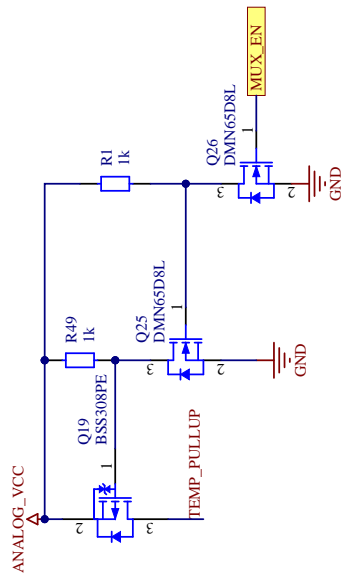 ANALOG_VCC
R49
1k
R1
1k
Q19
BSS308PE
1
2
3
TEMP_PULLUP
Q25
DMN65D8L
1
3
2
GND
Q26
DMN65D8L
1
3
2
GND
MUX_EN